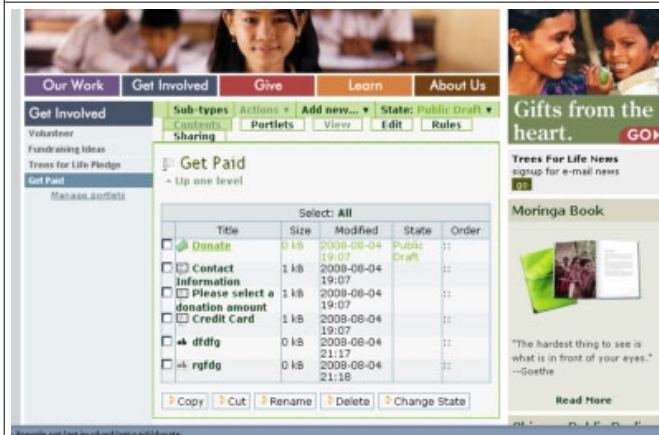 Our Work Get Involved Give Learn About Us
Get Involved
Volunteer
Fundraising Ideas
Trees for Life Pledge
Get Paid
Manage portlets
Sub-types Actions Add new... State: Public Draft
Contents Portlets View Edit Rules
Sharing
Get Paid
Up one level
Select: All
Title Size Modified State Order
Donate 0 kB 2008-08-04 19:07 Public Draft ::
Contact Information 1 kB 2008-08-04 19:07 ::
Please select a donation amount 1 kB 2008-08-04 19:07 ::
Credit Card 1 kB 2008-08-04 19:07 ::
dfdfg 0 kB 2008-08-04 21:17 ::
rgfdg 0 kB 2008-08-04 21:18 ::
Copy Cut Rename Delete Change State
Gifts from the
heart. GO
Trees For Life News
signup for e-mail news
go
Moringa Book
"The hardest thing to see is
what is in front of your eyes."
--Goethe
Read More